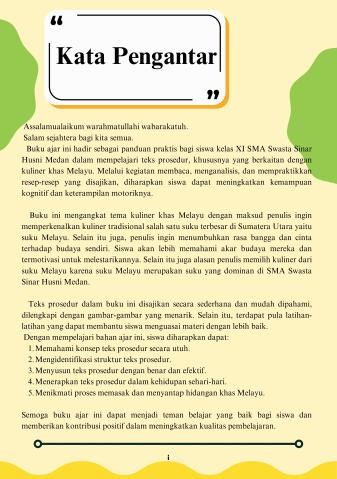 ❝
Kata Pengantar
❞
Assalamualaikum warahmatullahi wabarakatuh.
Salam sejahtera bagi kita semua.
Buku ajar ini hadir sebagai panduan praktis bagi siswa kelas XI SMA Swasta Sinar
Husni Medan dalam mempelajari teks prosedur, khususnya yang berkaitan dengan
kuliner khas Melayu. Melalui kegiatan membaca, menganalisis, dan mempraktikkan
resep-resep yang disajikan, diharapkan siswa dapat meningkatkan kemampuan
kognitif dan keterampilan motoriknya.
Buku ini mengangkat tema kuliner khas Melayu dengan maksud penulis ingin
memperkenalkan kuliner tradisional salah satu suku terbesar di Sumatera Utara yaitu
suku Melayu. Selain itu juga, penulis ingin menumbuhkan rasa bangga dan cinta
terhadap budaya sendiri. Siswa akan lebih memahami akar budaya mereka dan
termotivasi untuk melestarikannya. Selain itu juga alasan penulis memilih kuliner dari
suku Melayu karena suku Melayu merupakan suku yang dominan di SMA Swasta
Sinar Husni Medan.
Teks prosedur dalam buku ini disajikan secara sederhana dan mudah dipahami,
dilengkapi dengan gambar-gambar yang menarik. Selain itu, terdapat pula latihan-
latihan yang dapat membantu siswa menguasai materi dengan lebih baik.
Dengan mempelajari bahan ajar ini, siswa diharapkan dapat:
1. Memahami konsep teks prosedur secara utuh.
2. Mengidentifikasi struktur teks prosedur.
3. Menyusun teks prosedur dengan benar dan efektif.
4. Menerapkan teks prosedur dalam kehidupan sehari-hari.
5. Menikmati proses memasak dan menyantap hidangan khas Melayu.
Semoga buku ajar ini dapat menjadi teman belajar yang baik bagi siswa dan
memberikan kontribusi positif dalam meningkatkan kualitas pembelajaran.
i